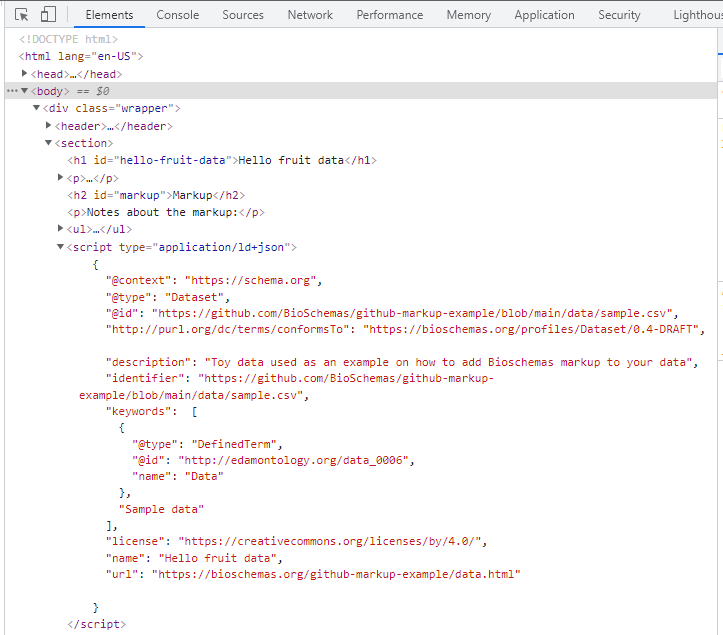 Elements Console Sources Network Performance Memory Application Security Lighthous
<!DOCTYPE html>
<html lang="en-US">
<head>…</head>
<body> == $0
<div class="wrapper">
<header>…</header>
<section>
<h1 id="hello-fruit-data">Hello fruit data</h1>
<p>…</p>
<h2 id="markup">Markup</h2>
<p>Notes about the markup:</p>
<ul>…</ul>
<script type="application/ld+json">
{
"@context": "https://schema.org",
"@type": "Dataset",
"@id": "https://github.com/BioSchemas/github-markup-example/blob/main/data/sample.csv",
"http://purl.org/dc/terms/conformsTo": "https://bioschemas.org/profiles/Dataset/0.4-DRAFT",
"description": "Toy data used as an example on how to add Bioschemas markup to your data",
"identifier": "https://github.com/BioSchemas/github-markup-
example/blob/main/data/sample.csv",
"keywords": [
{
"@type": "DefinedTerm",
"@id": "http://edamontology.org/data_0006",
"name": "Data"
},
"Sample data"
],
"license": "https://creativecommons.org/licenses/by/4.0/",
"name": "Hello fruit data",
"url": "https://bioschemas.org/github-markup-example/data.html"
}
</script>